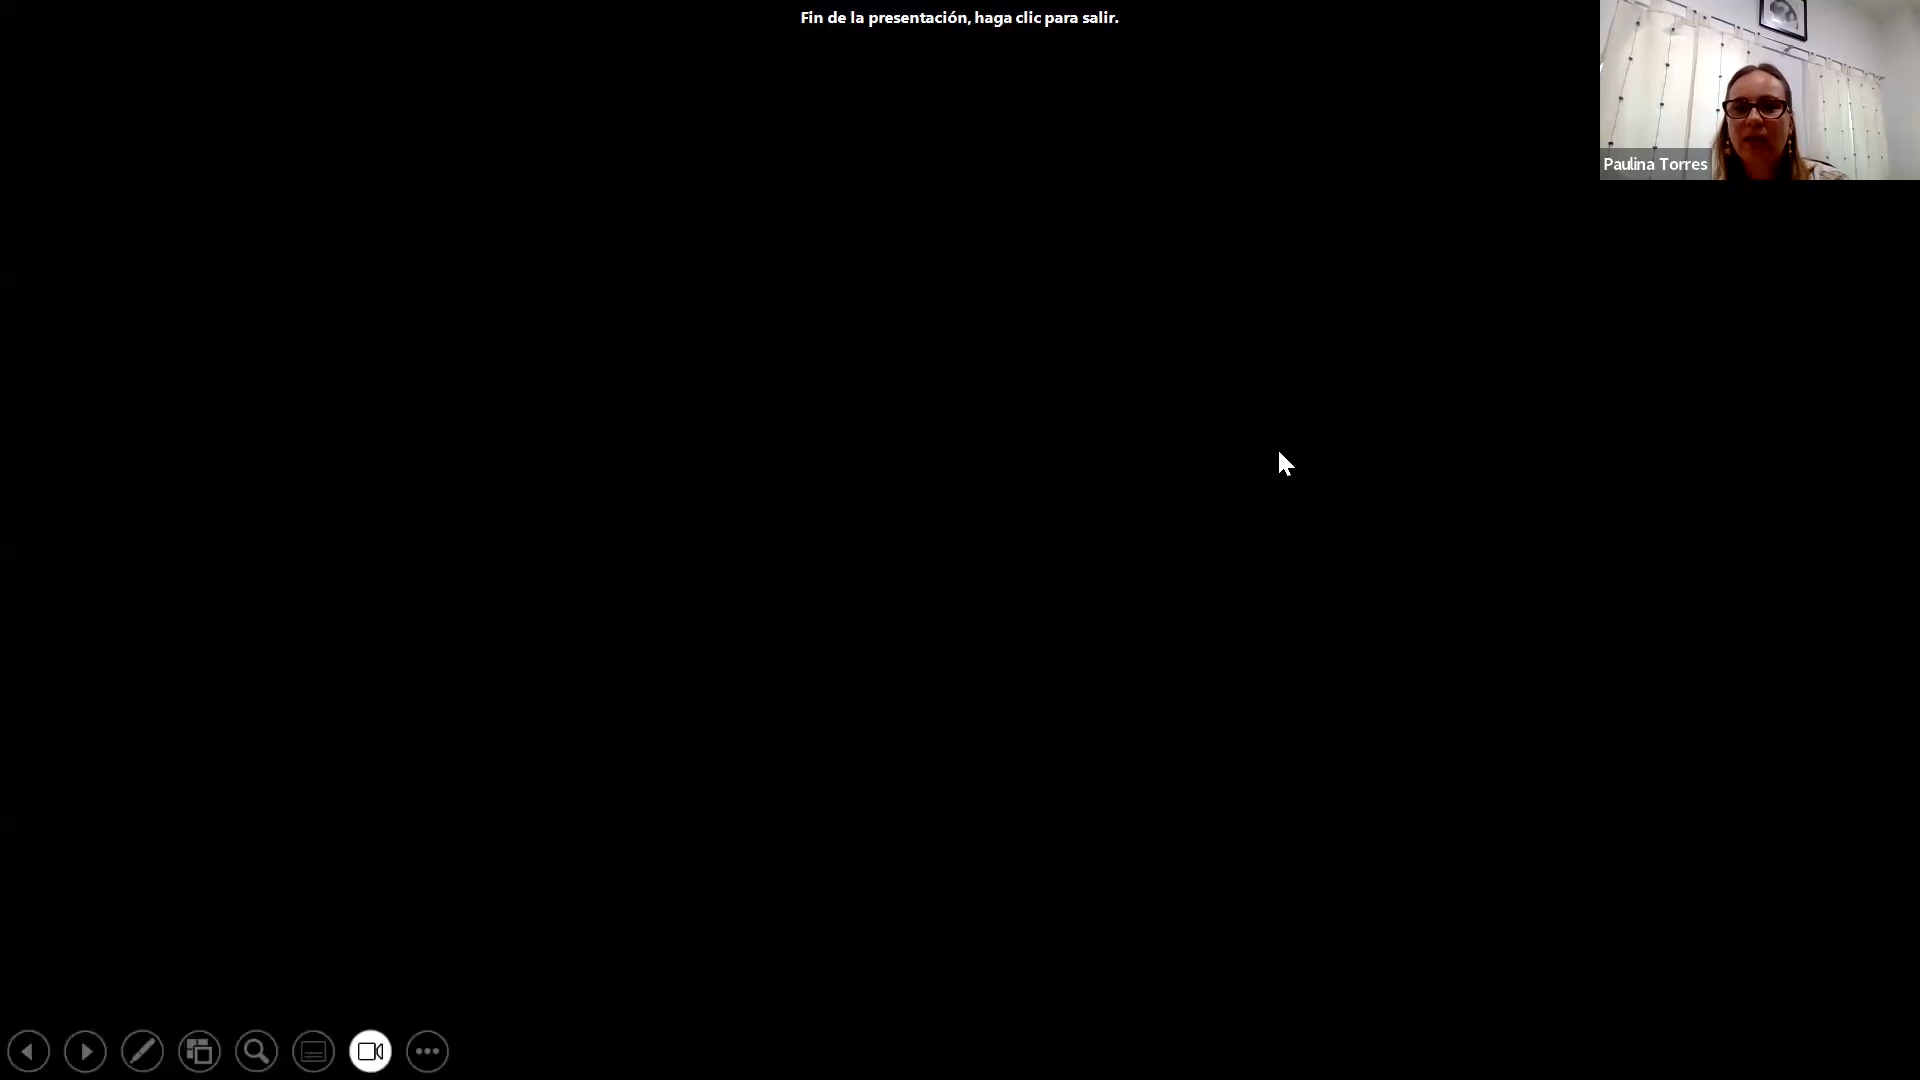 Fin de la presentación, haga clic para salir.
Paulina Torres